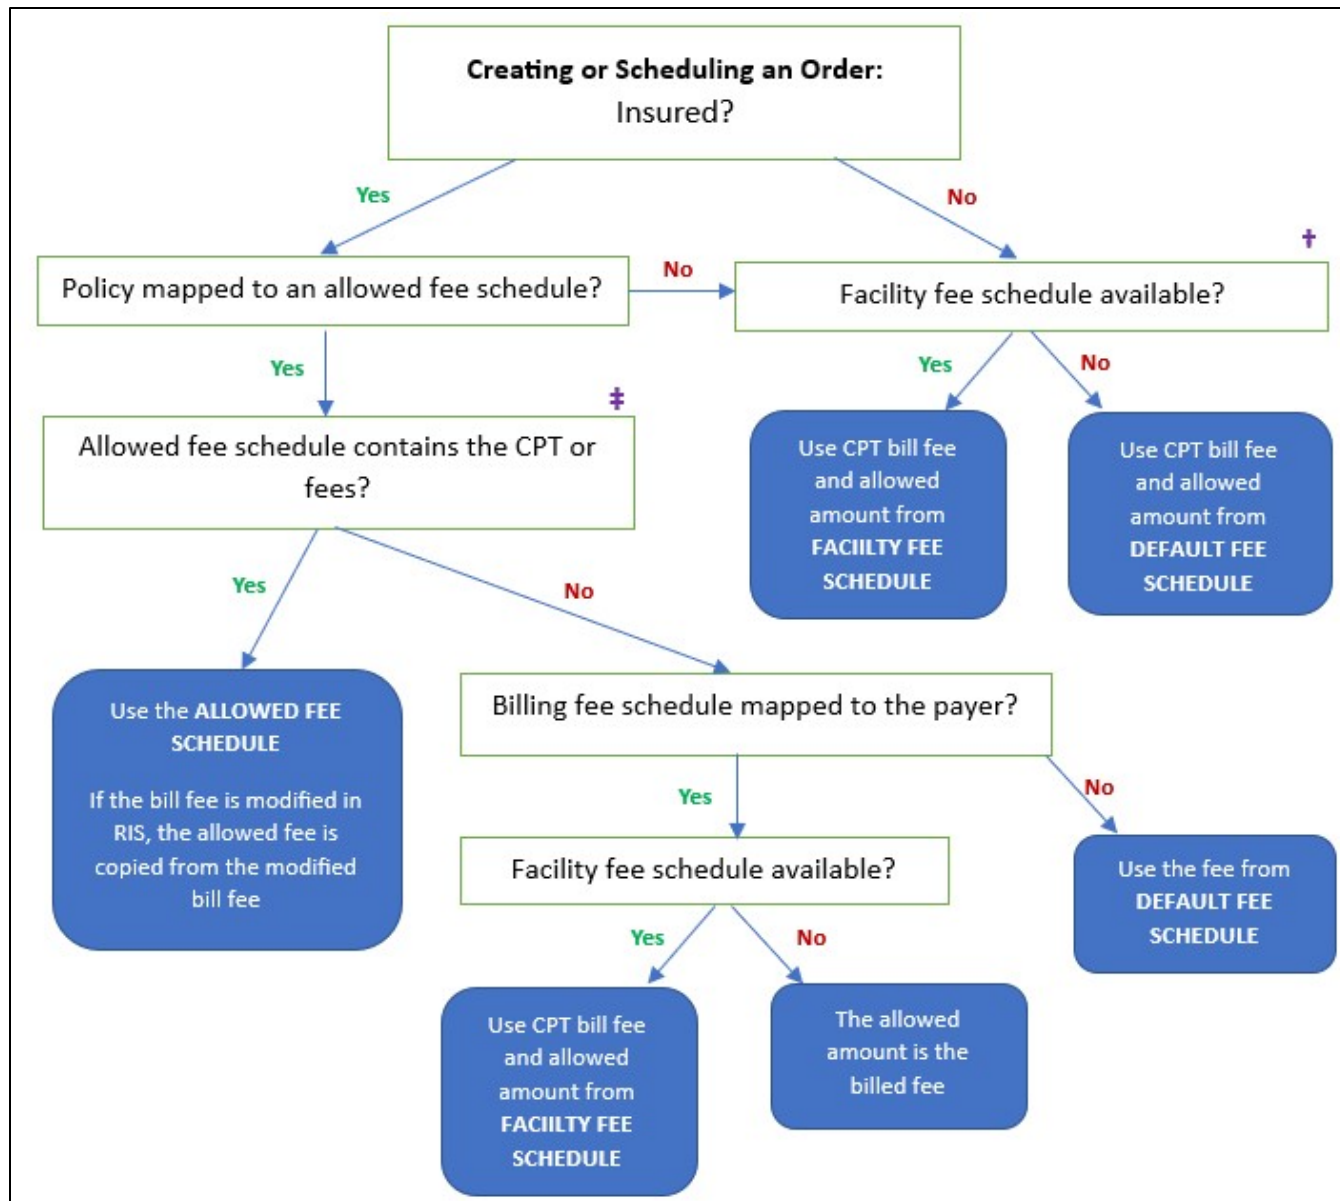 Creating or Scheduling an Order:
Insured?
Yes
No
†
Policy mapped to an allowed fee schedule?
No
Facility fee schedule available?
Yes
Yes
No
‡
Allowed fee schedule contains the CPT or
fees?
Use CPT bill fee
and allowed
amount from
FACIILTY FEE
SCHEDULE
Use CPT bill fee
and allowed
amount from
DEFAULT FEE
SCHEDULE
Yes
No
Use the ALLOWED FEE
SCHEDULE
If the bill fee is modified in
RIS, the allowed fee is
copied from the modified
bill fee
Billing fee schedule mapped to the payer?
Yes
No
Facility fee schedule available?
Use the fee from
DEFAULT FEE
SCHEDULE
Yes
No
Use CPT bill fee
and allowed
amount from
FACIILTY FEE
SCHEDULE
The allowed
amount is the
billed fee